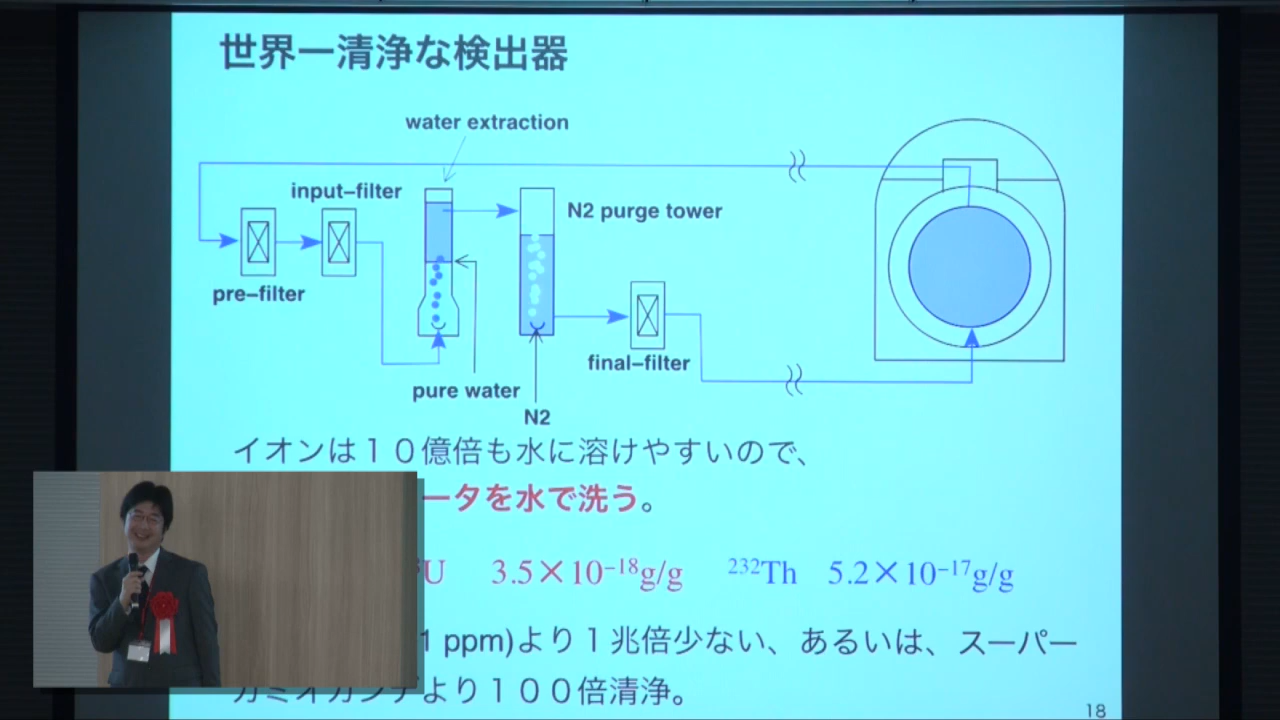 世界一清浄な検出器
water extraction
input–filter
N2 purge tower
pre–filter
final–filter
pure water
N2
イオンは１０億倍も水に溶けやすいので、
ータを水で洗う。
U 3.5×10⁻¹⁸g/g ²³²Th 5.2×10⁻¹⁷g/g
1 ppm)より１兆倍少ない、あるいは、スーパー
カミオカンデより１００倍清浄。
18